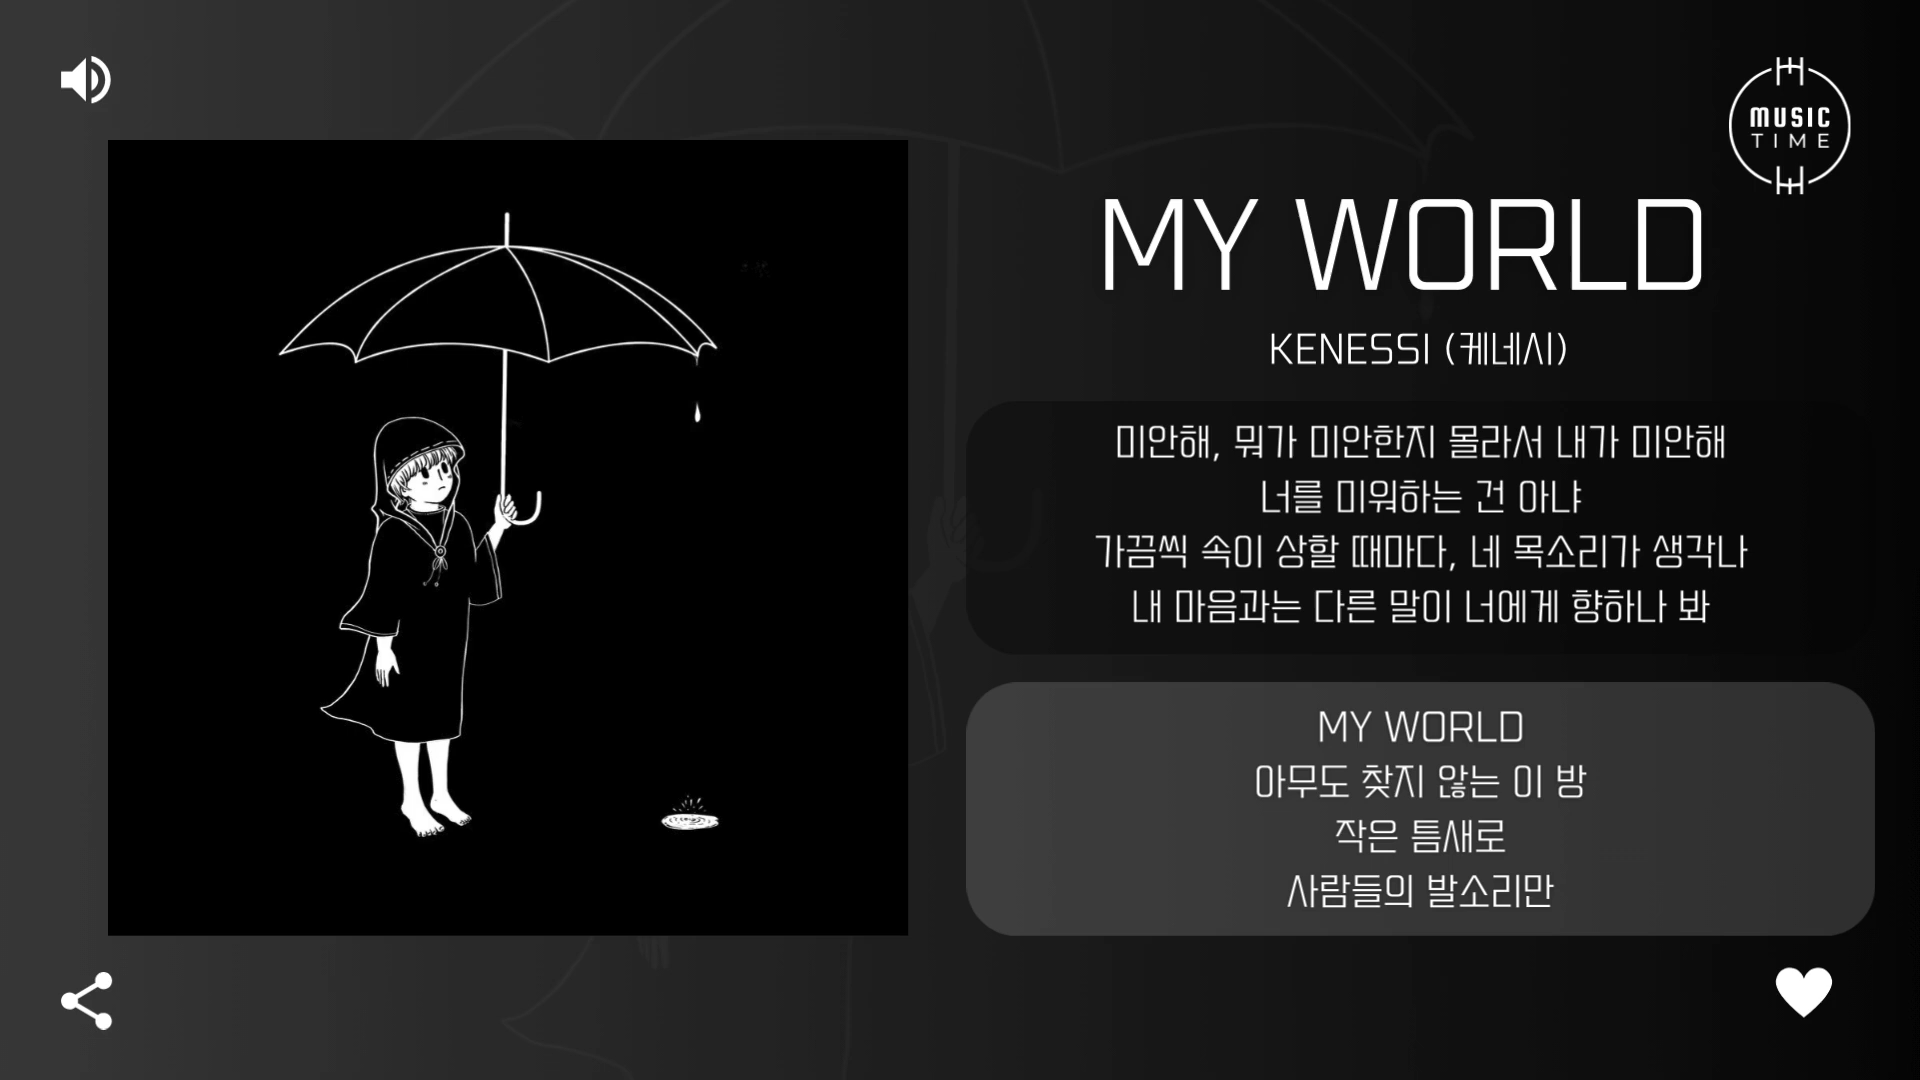 MUSIC
TIME
MY WORLD
KENESSI (케네시)
미안해, 뭐가 미안한지 몰라서 내가 미안해
너를 미워하는 건 아냐
가끔씩 속이 상할 때마다, 네 목소리가 생각나
내 마음과는 다른 말이 너에게 향하나 봐
MY WORLD
아무도 찾지 않는 이 방
작은 틈새로
사람들의 발소리만